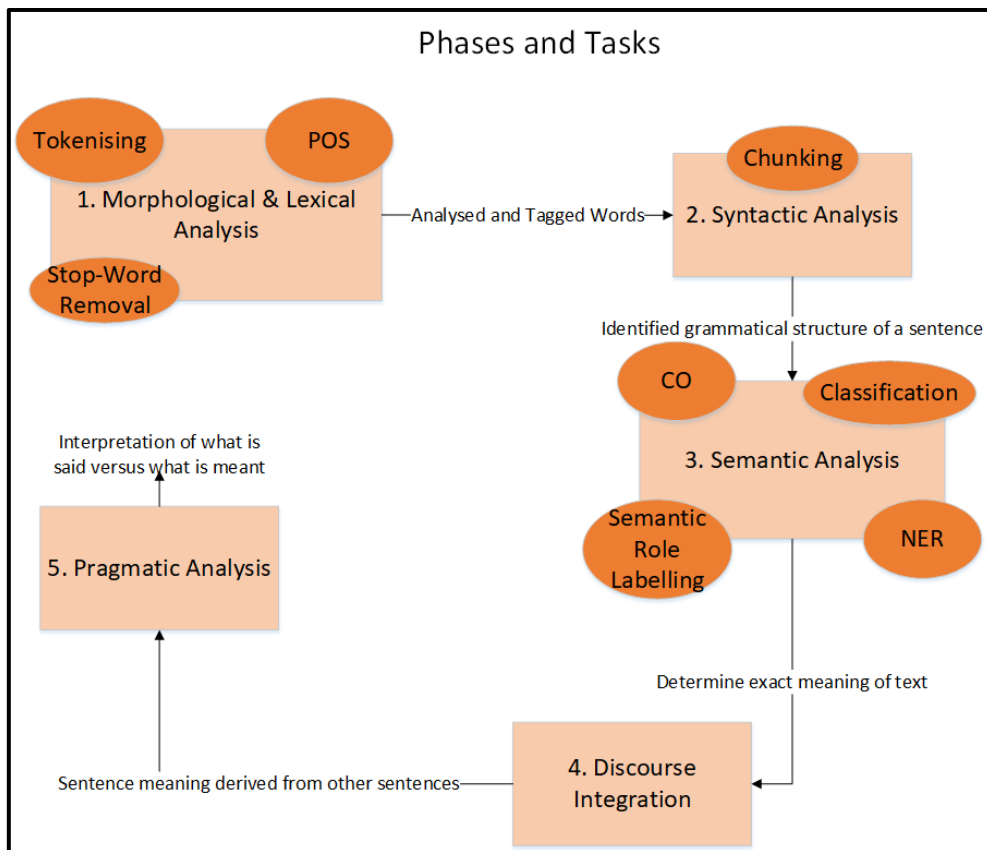 Phases and Tasks
Tokenising
POS
1. Morphological & Lexical
Analysis
Stop-Word
Removal
Analysed and Tagged Words
Chunking
2. Syntactic Analysis
Identified grammatical structure of a sentence
CO
Classification
3. Semantic Analysis
Semantic
Role
Labelling
NER
Interpretation of what is
said versus what is meant
5. Pragmatic Analysis
Determine exact meaning of text
4. Discourse
Integration
Sentence meaning derived from other sentences